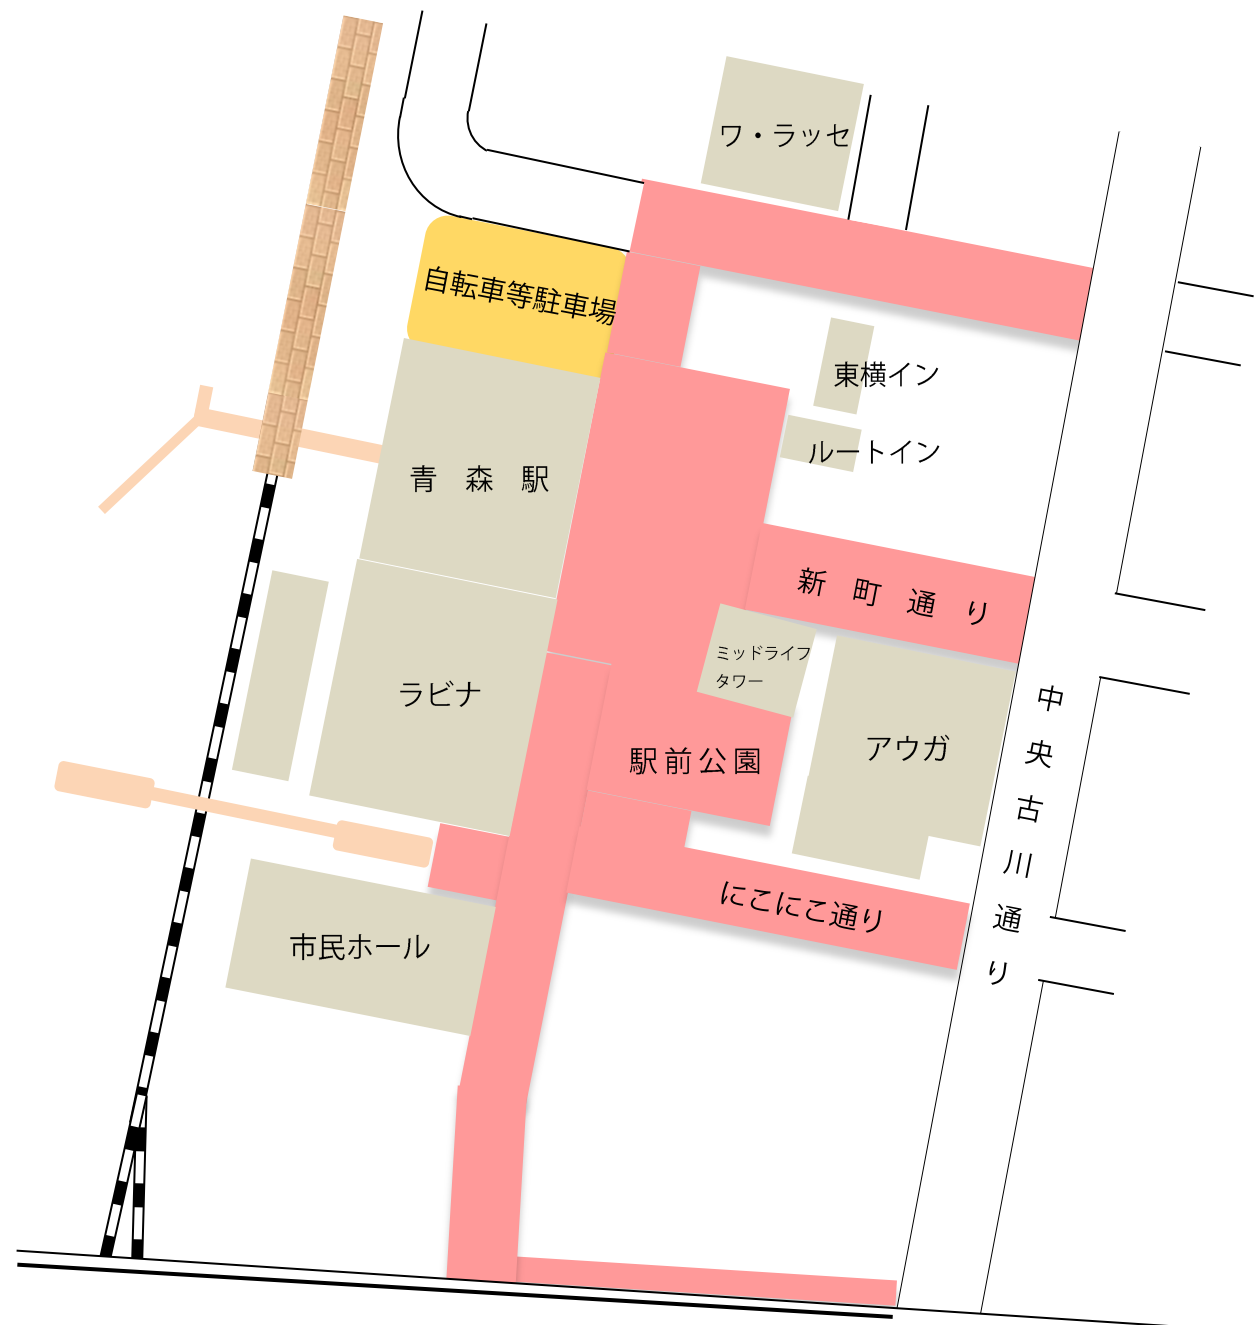 ワ・ラッセ
自転車等駐車場
東横イン
ルートイン
青　森　駅
新　町　通　り
ミッドライフ
タワー
ラビナ
駅前公園
アウガ
中央古川通り
にこにこ通り
市民ホール